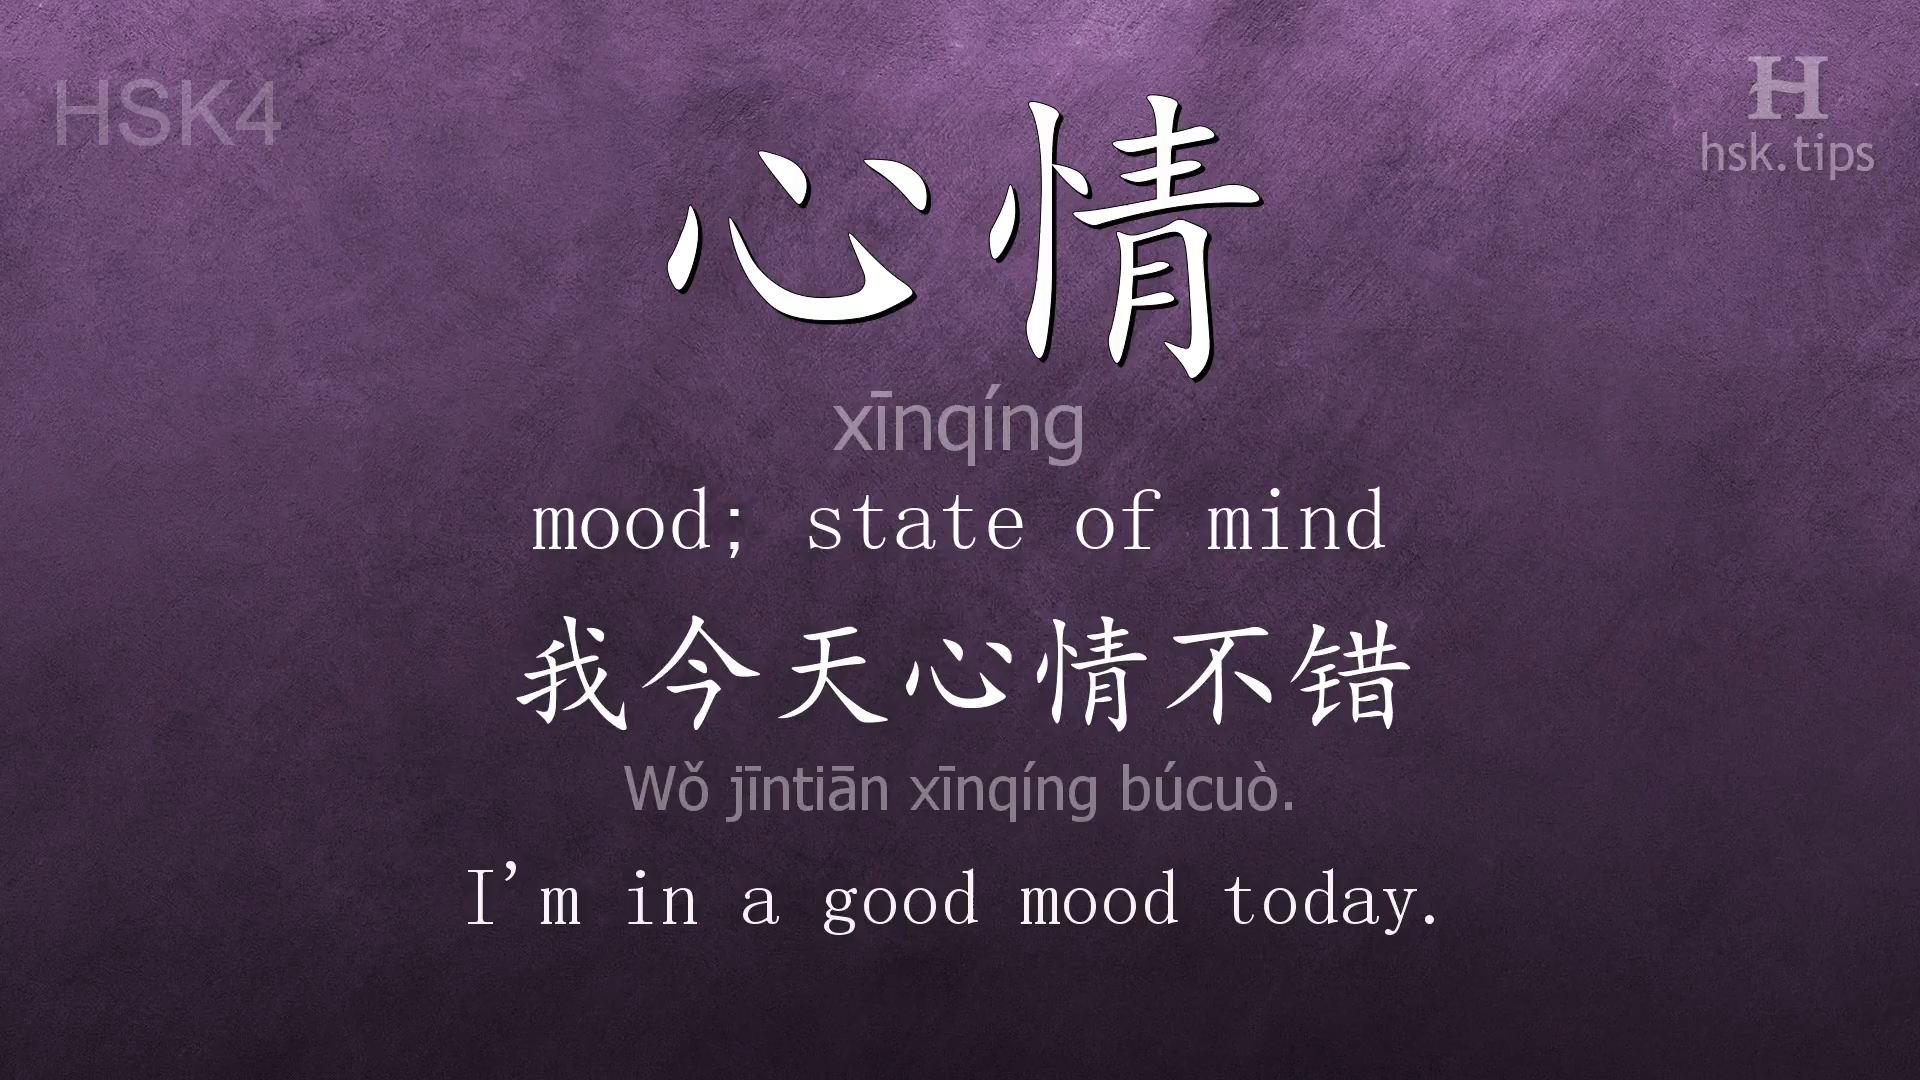 HSK4
H
hsk.tips
心情
xīnqíng
mood; state of mind
我今天心情不错
Wǒ jīntiān xīnqíng búcuò.
I'm in a good mood today.